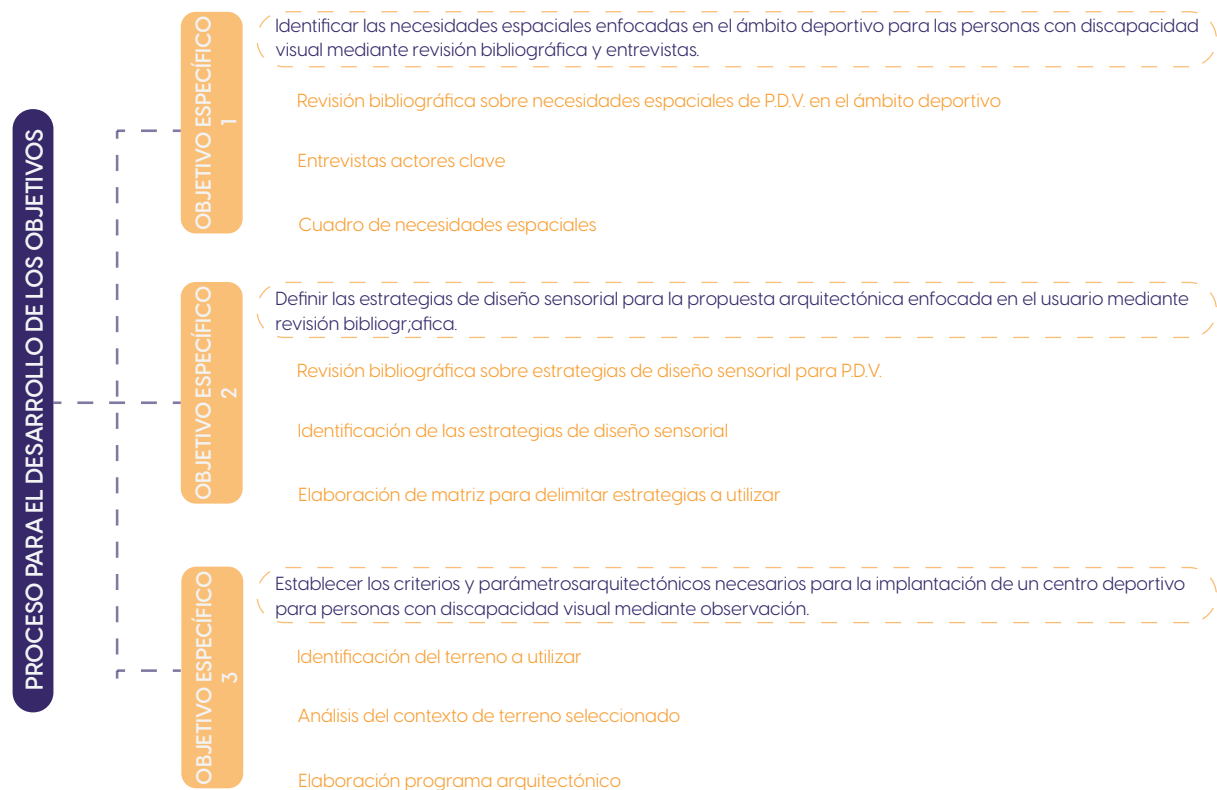 PROCESO PARA EL DESARROLLO DE LOS OBJETIVOS
OBJETIVO ESPECÍFICO
1
Identificar las necesidades espaciales enfocadas en el ámbito deportivo para las personas con discapacidad
visual mediante revisión bibliográfica y entrevistas.
Revisión bibliográfica sobre necesidades espaciales de P.D.V. en el ámbito deportivo
Entrevistas actores clave
Cuadro de necesidades espaciales
OBJETIVO ESPECÍFICO
2
Definir las estrategias de diseño sensorial para la propuesta arquitectónica enfocada en el usuario mediante
revisión bibliogr;afica.
Revisión bibliográfica sobre estrategias de diseño sensorial para P.D.V.
Identificación de las estrategias de diseño sensorial
Elaboración de matriz para delimitar estrategias a utilizar
OBJETIVO ESPECÍFICO
3
Establecer los criterios y parámetrosarquitectónicos necesarios para la implantación de un centro deportivo
para personas con discapacidad visual mediante observación.
Identificación del terreno a utilizar
Análisis del contexto de terreno seleccionado
Elaboración programa arquitectónico